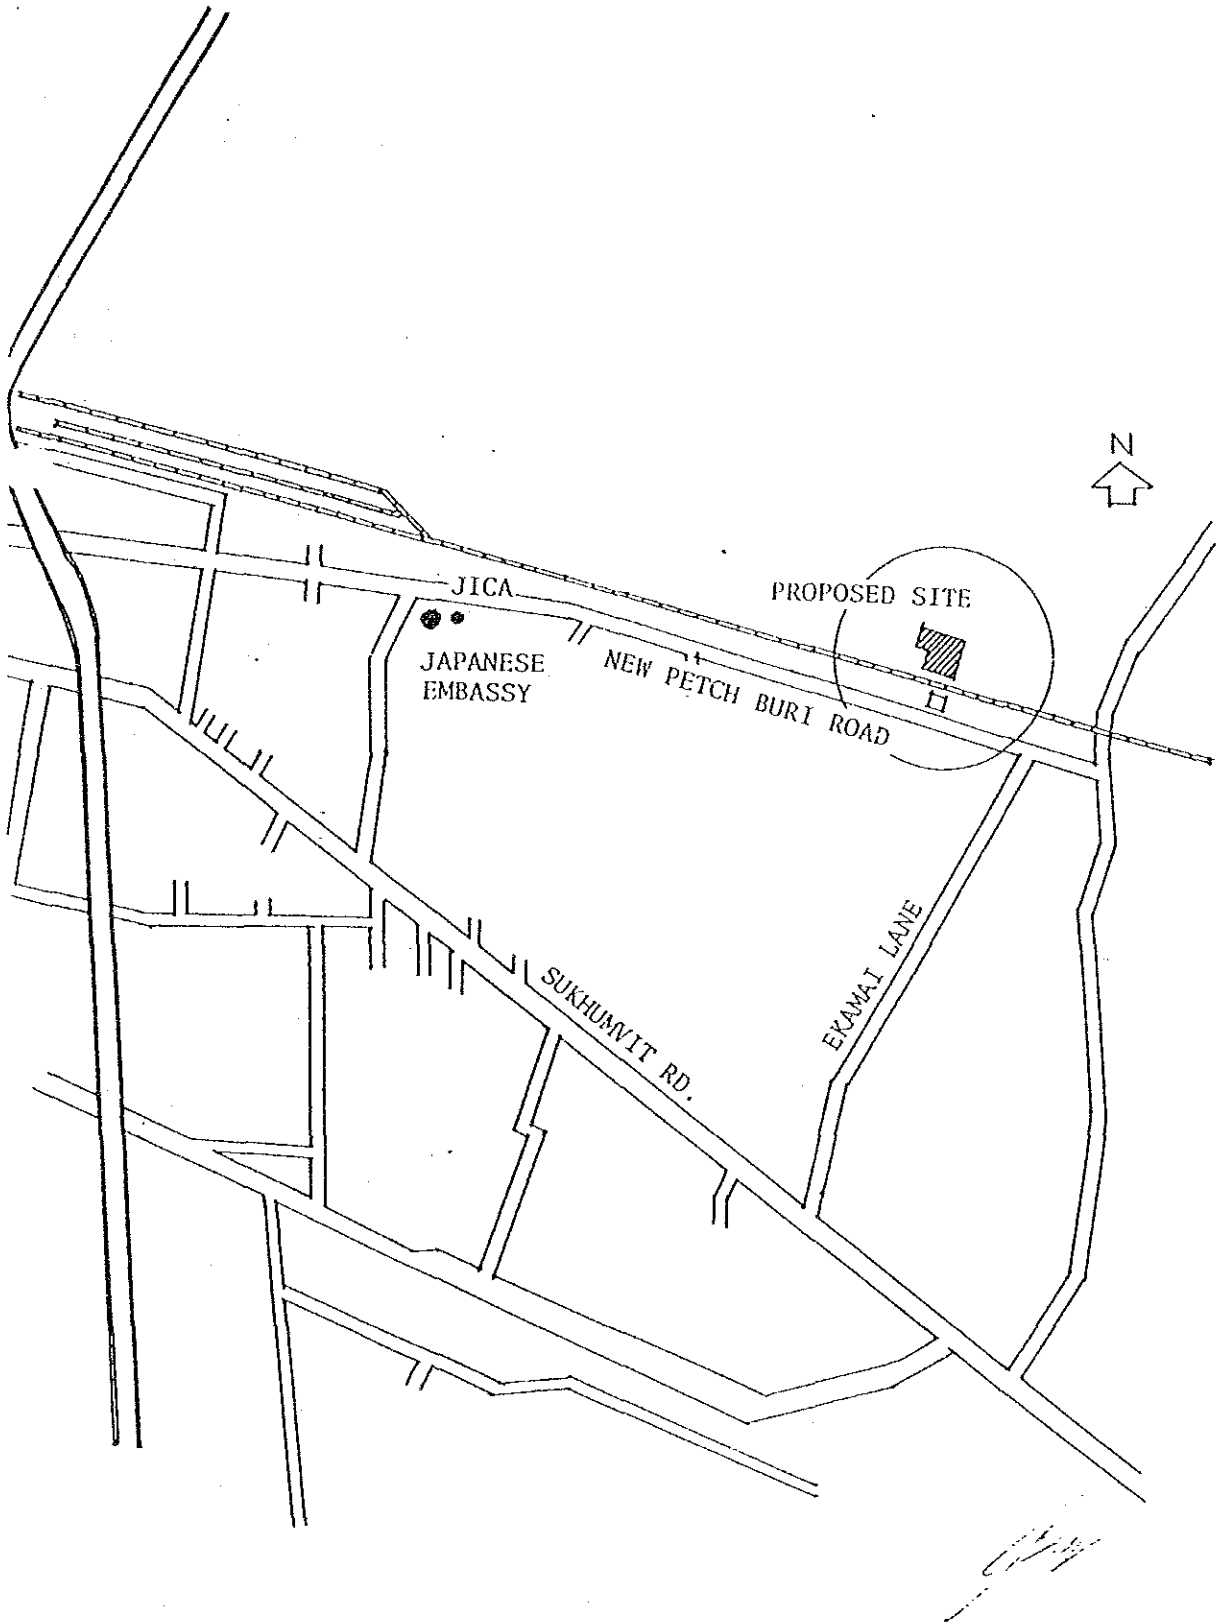 N
JICA
PROPOSED SITE
JAPANESE
EMBASSY
NEW PETCH BURI ROAD
EKAMAI LANE
SUKHUMVIT RD.